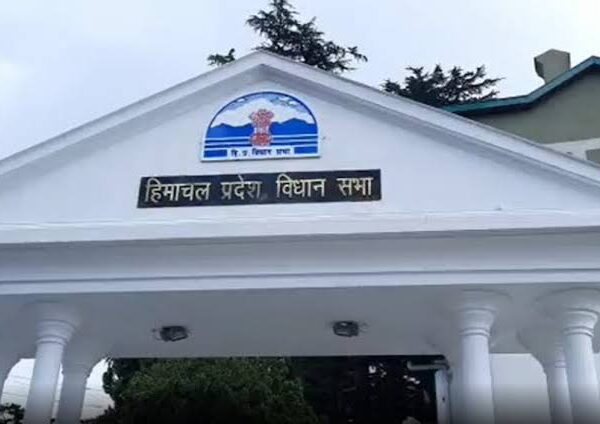 हि. प्र. विधान सभा
हिमाचल प्रदेश विधान सभा